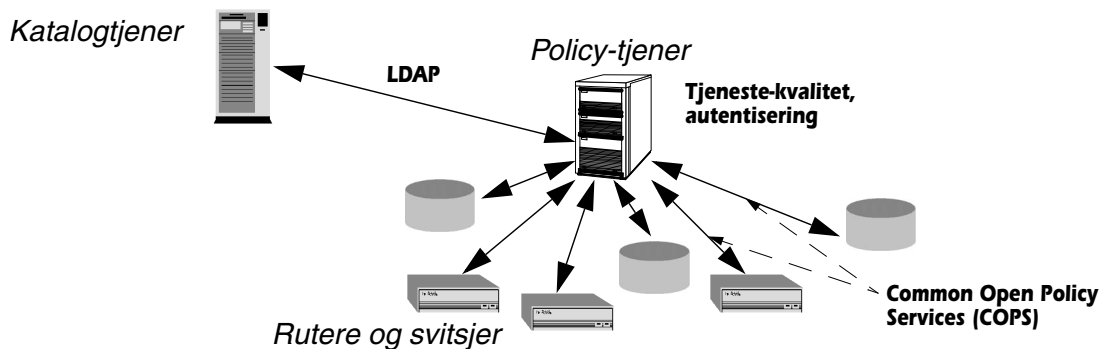 Katalogtjener
Policy-tjener
LDAP
Tjeneste-kvalitet,
autentisering
Common Open Policy
Services (COPS)
Rutere og svitsjer